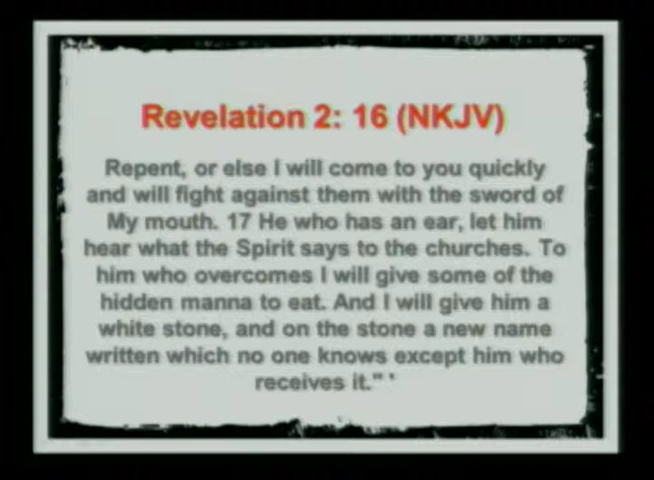 Revelation 2: 16 (NKJV)
Repent, or else I will come to you quickly
and will fight against them with the sword of
My mouth. 17 He who has an ear, let him
hear what the Spirit says to the churches. To
him who overcomes I will give some of the
hidden manna to eat. And I will give him a
white stone, and on the stone a new name
written which no one knows except him who
receives it." '